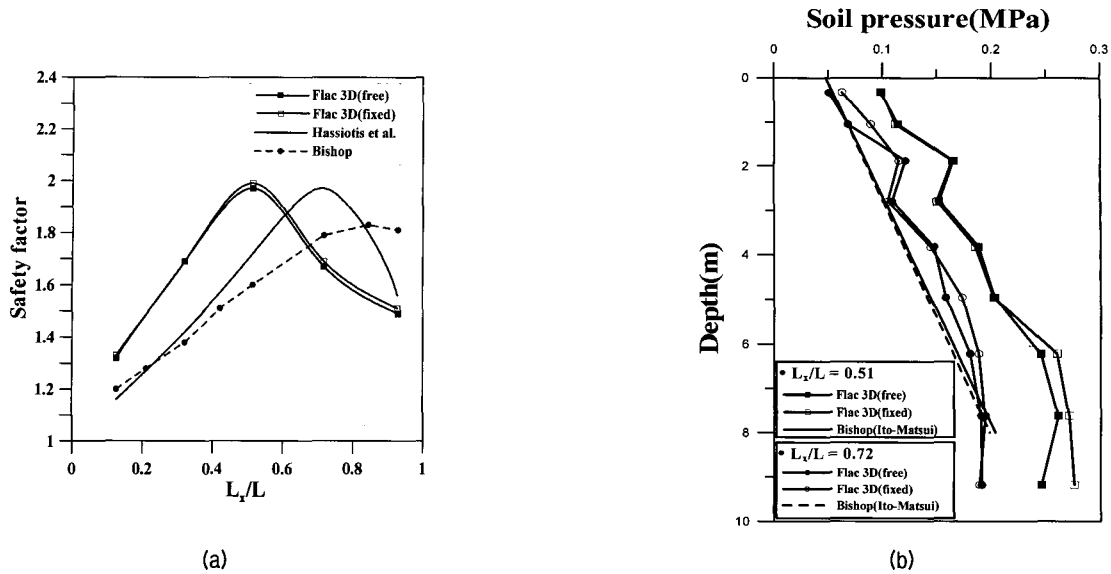 2.4
2.2
2
1.8
1.6
1.4
1.2
1
Safety factor
Flac 3D(free)
Flac 3D(fixed)
Hassiotis et al.
Bishop
0 0.2 0.4 0.6 0.8 1
Lx/L
(a)
Soil pressure(MPa)
0 0.1 0.2 0.3
0
2
4
6
8
10
Depth(m)
Lx/L = 0.51
Flac 3D(free)
Flac 3D(fixed)
Bishop(Ito-Matsui)
Lx/L = 0.72
Flac 3D(free)
Flac 3D(fixed)
Bishop(Ito-Matsui)
(b)